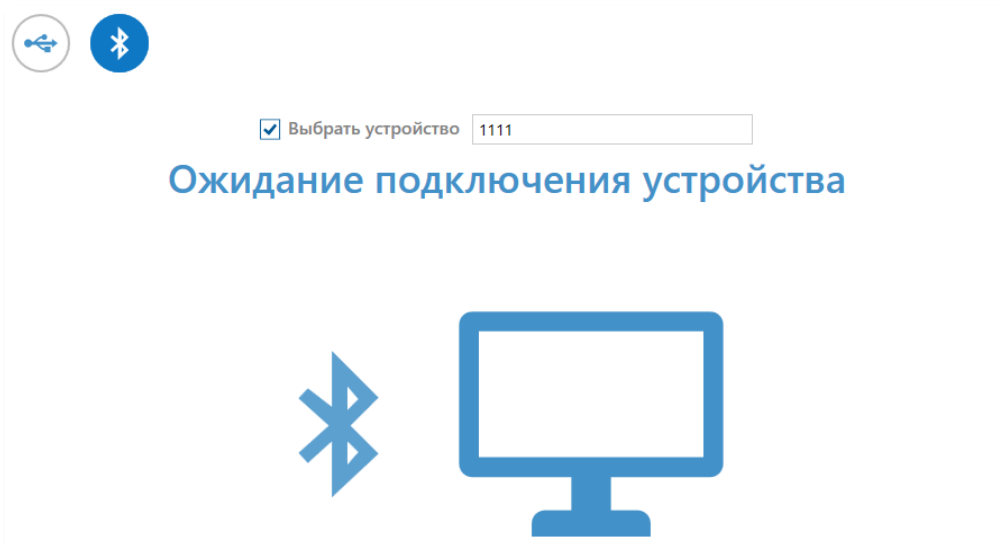 Выбрать устройство 1111
Ожидание подключения устройства